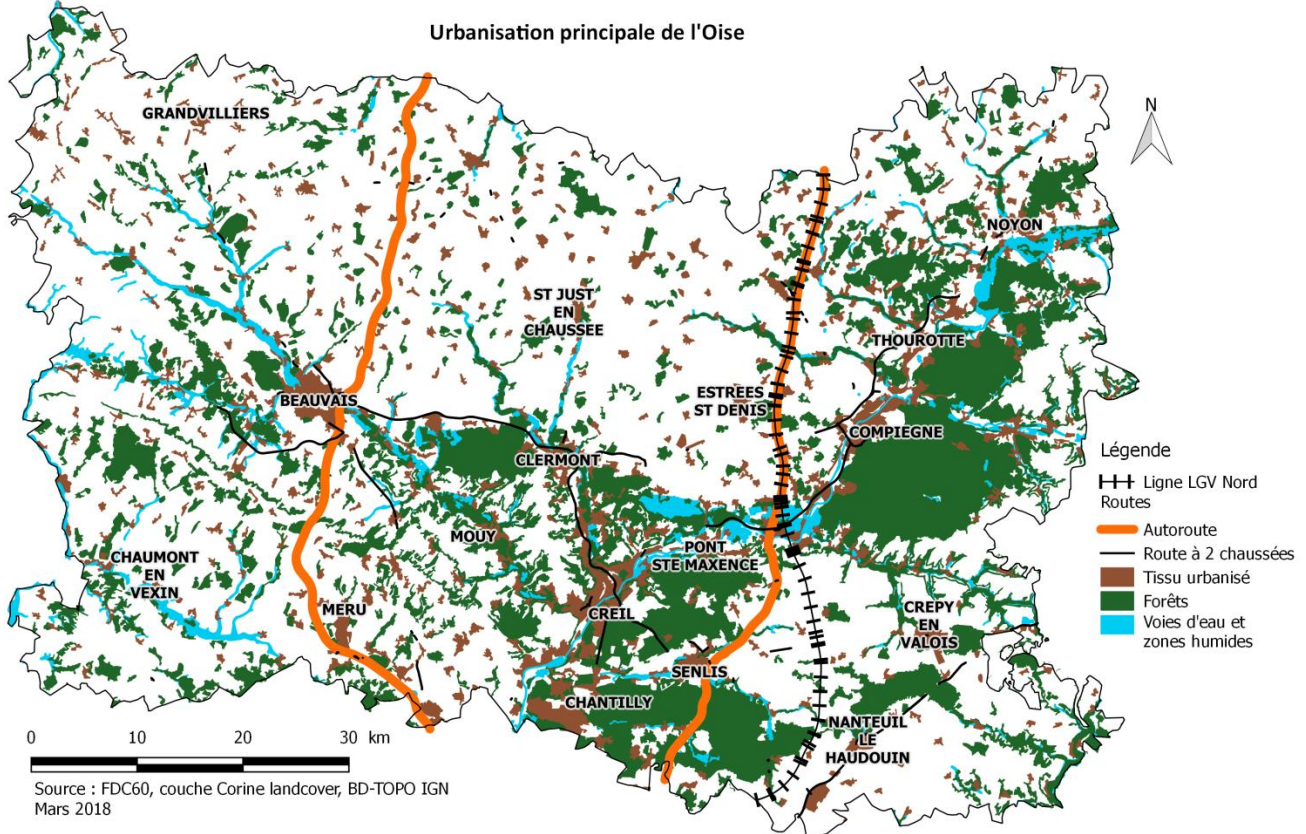 Urbanisation principale de l'Oise
GRANDVILLIERS
N
NOYON
ST JUST
EN
CHAUSSEE
THOUROTTE
ESTREES
ST DENIS
BEAUVAIS
COMPIEGNE
CLERMONT
MOUY
PONT
STE MAXENCE
CHAUMONT
EN
VEXIN
MERU
CREIL
CREPY
EN
VALOIS
SENLIS
CHANTILLY
NANTEUIL
LE
HAUDOUIN
Légende
Ligne LGV Nord
Routes
Autoroute
Route à 2 chaussées
Tissu urbanisé
Forêts
Voies d'eau et
zones humides
0 10 20 30 km
Source : FDC60, couche Corine landcover, BD-TOPO IGN
Mars 2018